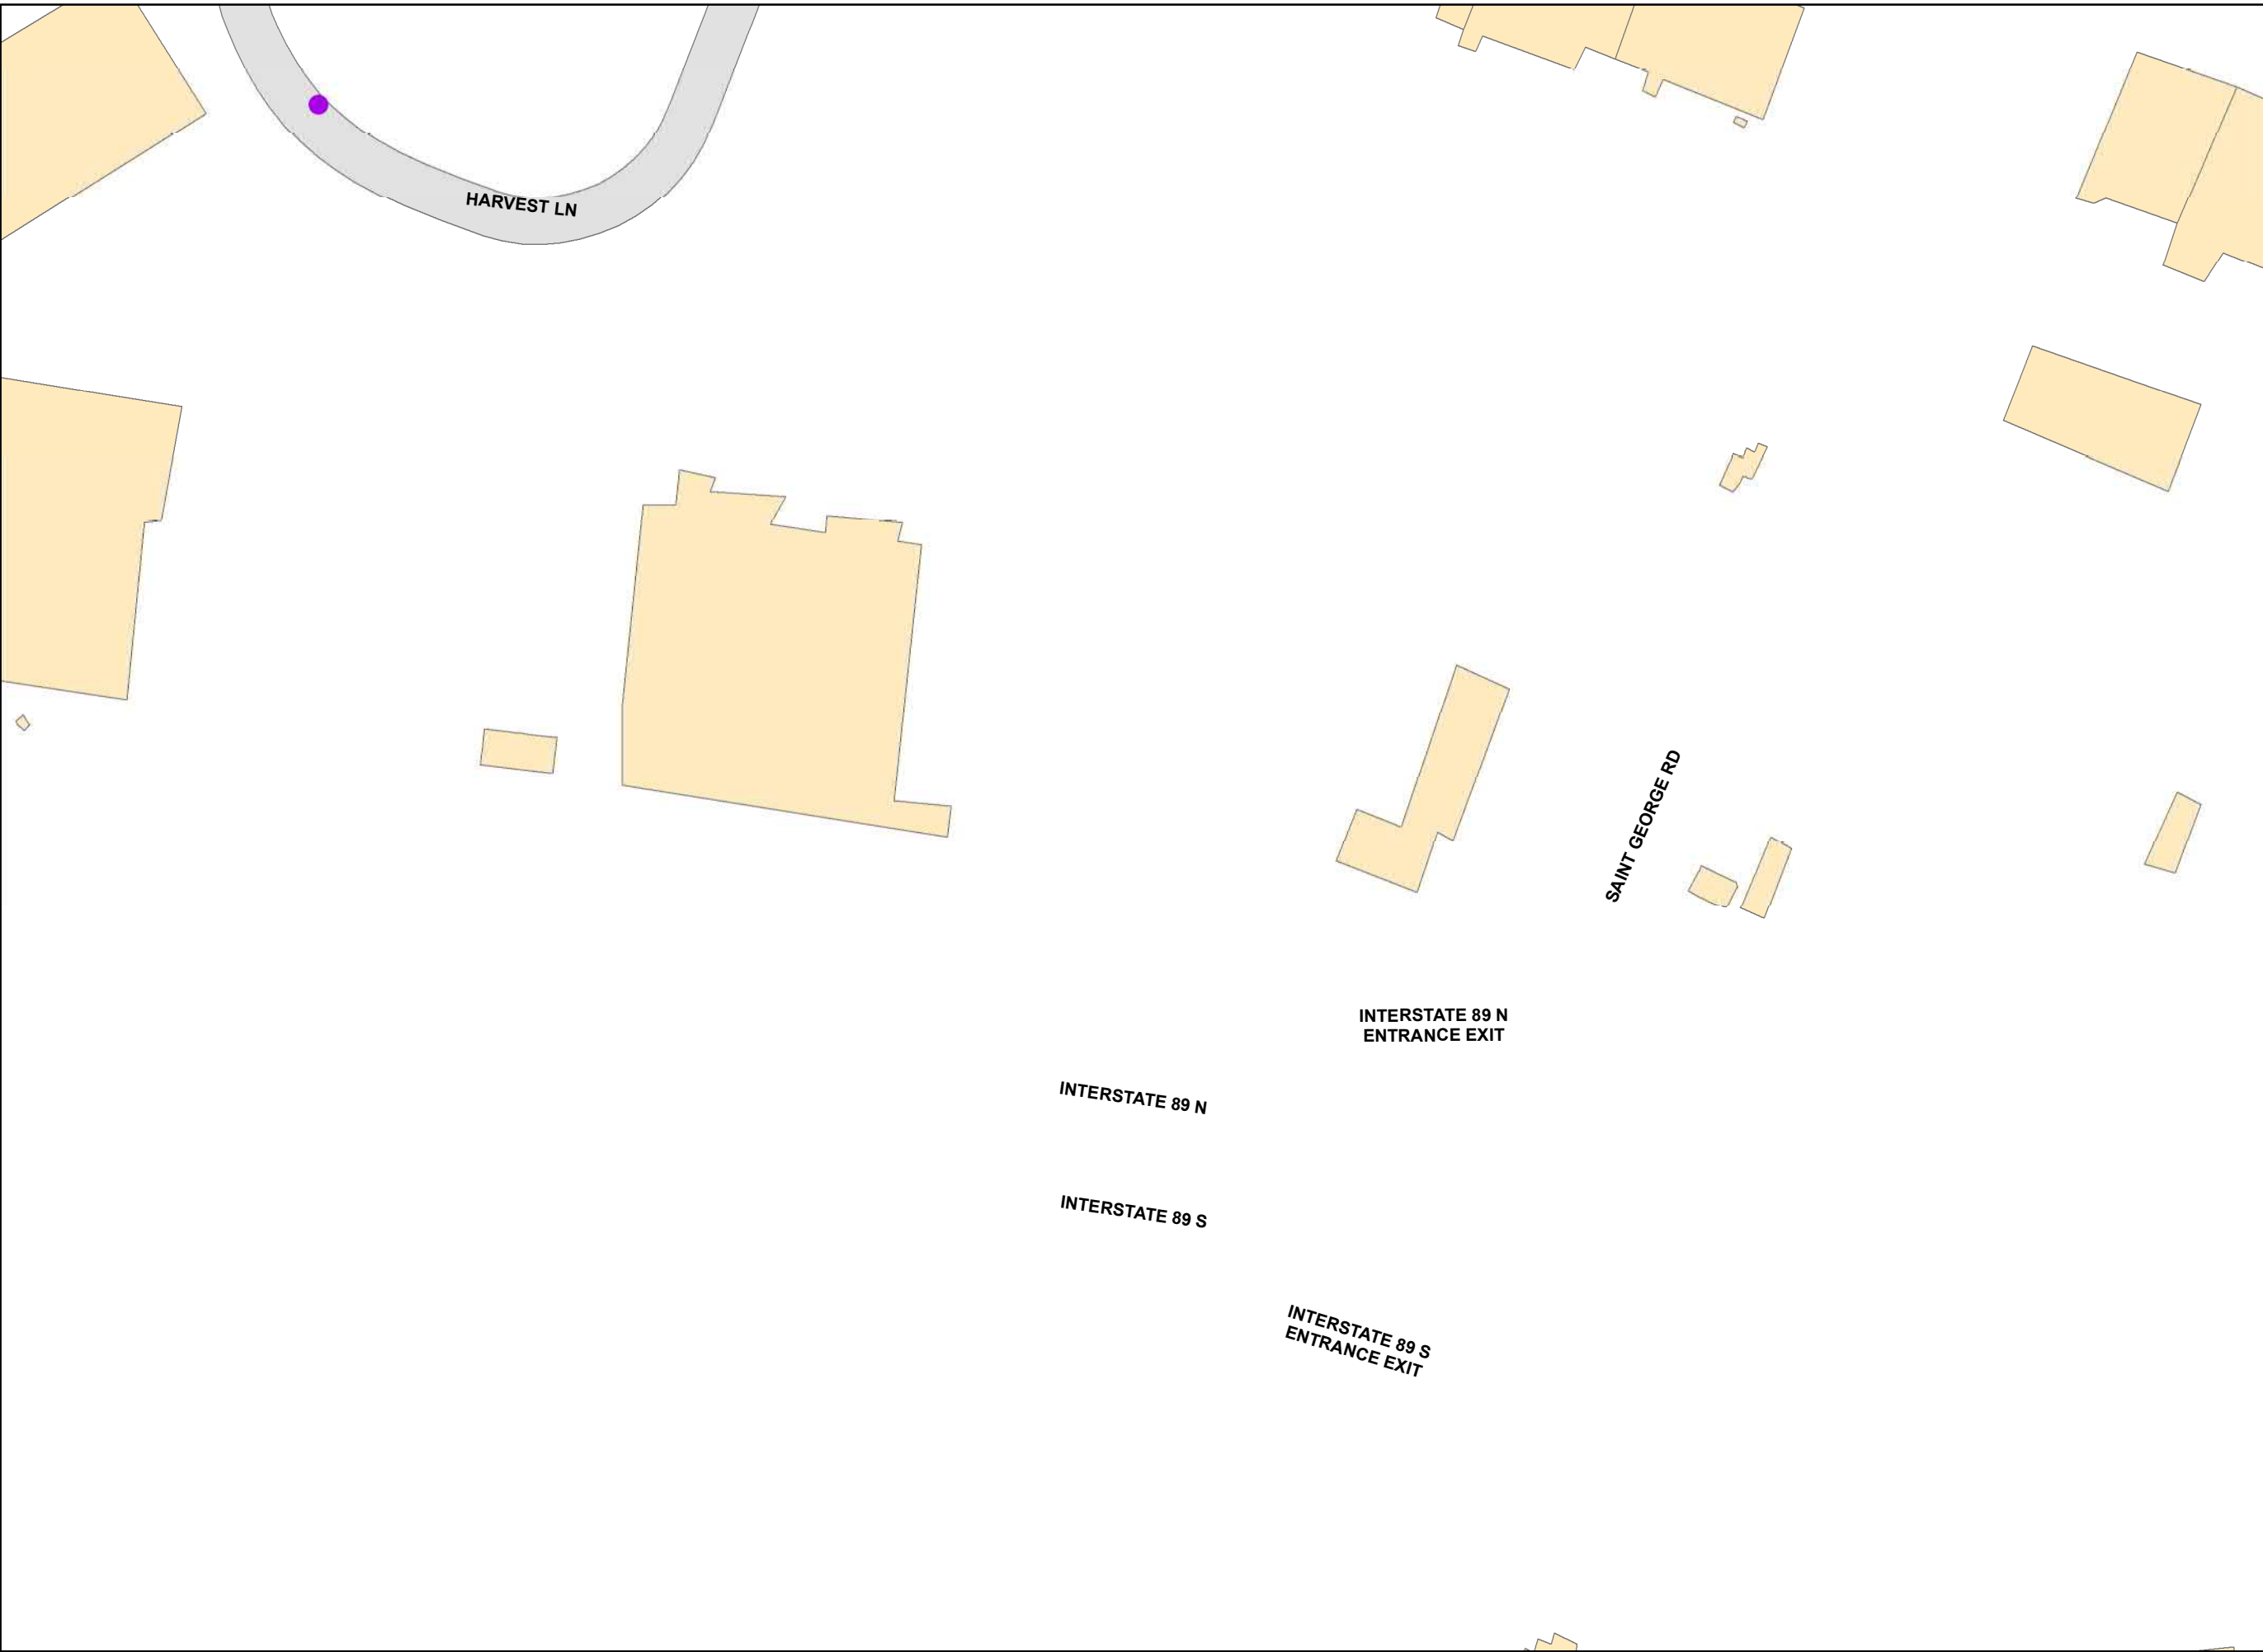 HARVEST LN
SAINT GEORGE RD
INTERSTATE 89 N
ENTRANCE EXIT
INTERSTATE 89 N
INTERSTATE 89 S
INTERSTATE 89 S
ENTRANCE EXIT